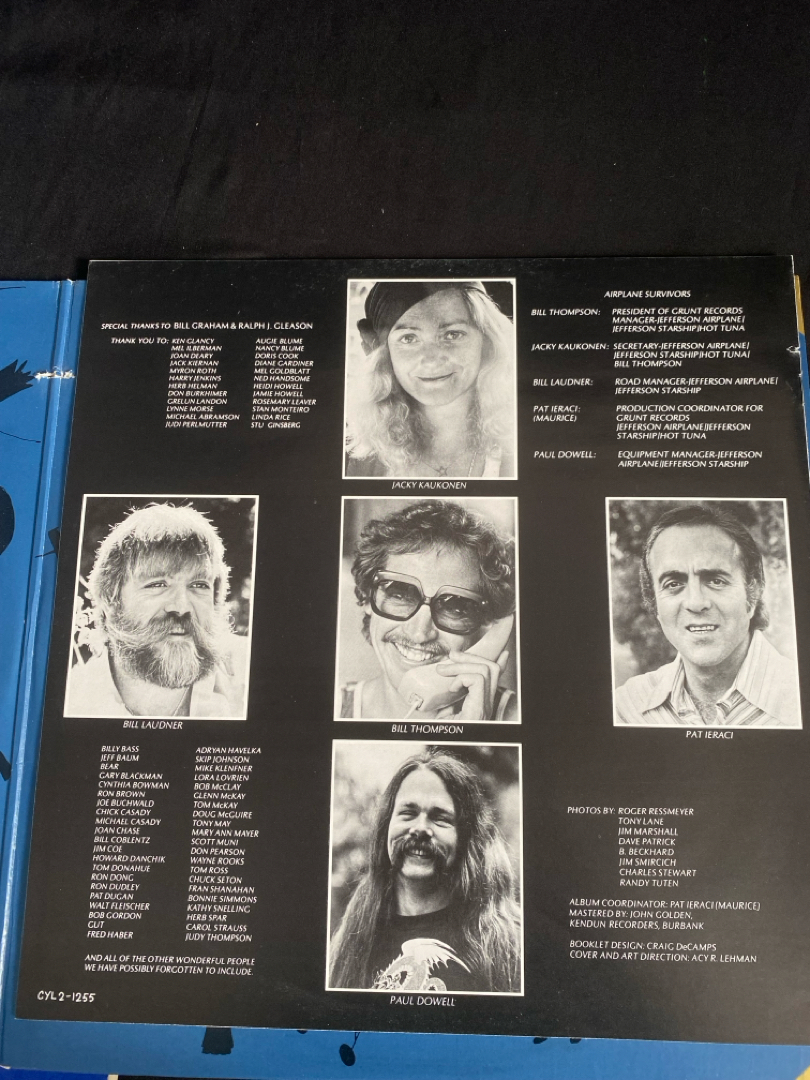 SPECIAL THANKS TO BILL GRAHAM & RALPH J. GLEASON
THANK YOU TO: KEN GLANCY
MEL ILBERMAN
JOAN DEARY
JACK KIERNAN
MYRON ROTH
HARRY JENKINS
HERB HELMAN
DON BURKHIMER
GRELUN LANDON
LYNNE MORSE
MICHAEL ABRAMSON
JUDI PERLMUTTER
AUGIE BLUME
NANCY BLUME
DORIS COOK
DIANE GARDINER
MEL GOLDBLATT
NED HANDSOME
HEIDI HOWELL
JAMIE HOWELL
ROSEMARY LEAVER
STAN MONTEIRO
LINDA RICE
STU GINSBERG
JACKY KAUKONEN
AIRPLANE SURVIVORS
BILL THOMPSON: PRESIDENT OF GRUNT RECORDS
MANAGER-JEFFERSON AIRPLANE/
JEFFERSON STARSHIP/HOT TUNA
JACKY KAUKONEN: SECRETARY-JEFFERSON AIRPLANE/
JEFFERSON STARSHIP/HOT TUNA/
BILL THOMPSON
BILL LAUDNER: ROAD MANAGER-JEFFERSON AIRPLANE/
JEFFERSON STARSHIP
PAT IERACI: PRODUCTION COORDINATOR FOR
(MAURICE) GRUNT RECORDS
JEFFERSON AIRPLANE/JEFFERSON
STARSHIP/HOT TUNA
PAUL DOWELL: EQUIPMENT MANAGER-JEFFERSON
AIRPLANE/JEFFERSON STARSHIP
BILL LAUDNER
BILL THOMPSON
PAT IERACI
BILLY BASS
JEFF BAUM
BEAR
GARY BLACKMAN
CYNTHIA BOWMAN
RON BROWN
JOE BUCHWALD
CHICK CASADY
MICHAEL CASADY
JOAN CHASE
BILL COBLENTZ
JIM COE
HOWARD DANCHIK
TOM DONAHUE
RON DONG
RON DUDLEY
PAT DUGAN
WALT FLEISCHER
BOB GORDON
GUT
FRED HABER
ADRYAN HAVELKA
SKIP JOHNSON
MIKE KLENFNER
LORA LOVRIEN
BOB McCLAY
GLENN McKAY
TOM McKAY
DOUG McGUIRE
TONY MAY
MARY ANN MAYER
SCOTT MUNI
DON PEARSON
WAYNE ROOKS
TOM ROSS
CHUCK SETON
FRAN SHANAHAN
BONNIE SIMMONS
KATHY SNELLING
HERB SPAR
CAROL STRAUSS
JUDY THOMPSON
AND ALL OF THE OTHER WONDERFUL PEOPLE
WE HAVE POSSIBLY FORGOTTEN TO INCLUDE.
CYL2-1255
PAUL DOWELL
PHOTOS BY: ROGER RESSMEYER
TONY LANE
JIM MARSHALL
DAVE PATRICK
B. BECKHARD
JIM SMIRCICH
CHARLES STEWART
RANDY TUTEN
ALBUM COORDINATOR: PAT IERACI (MAURICE)
MASTERED BY: JOHN GOLDEN,
KENDUN RECORDERS, BURBANK
BOOKLET DESIGN: CRAIG DeCAMPS
COVER AND ART DIRECTION: ACY R. LEHMAN